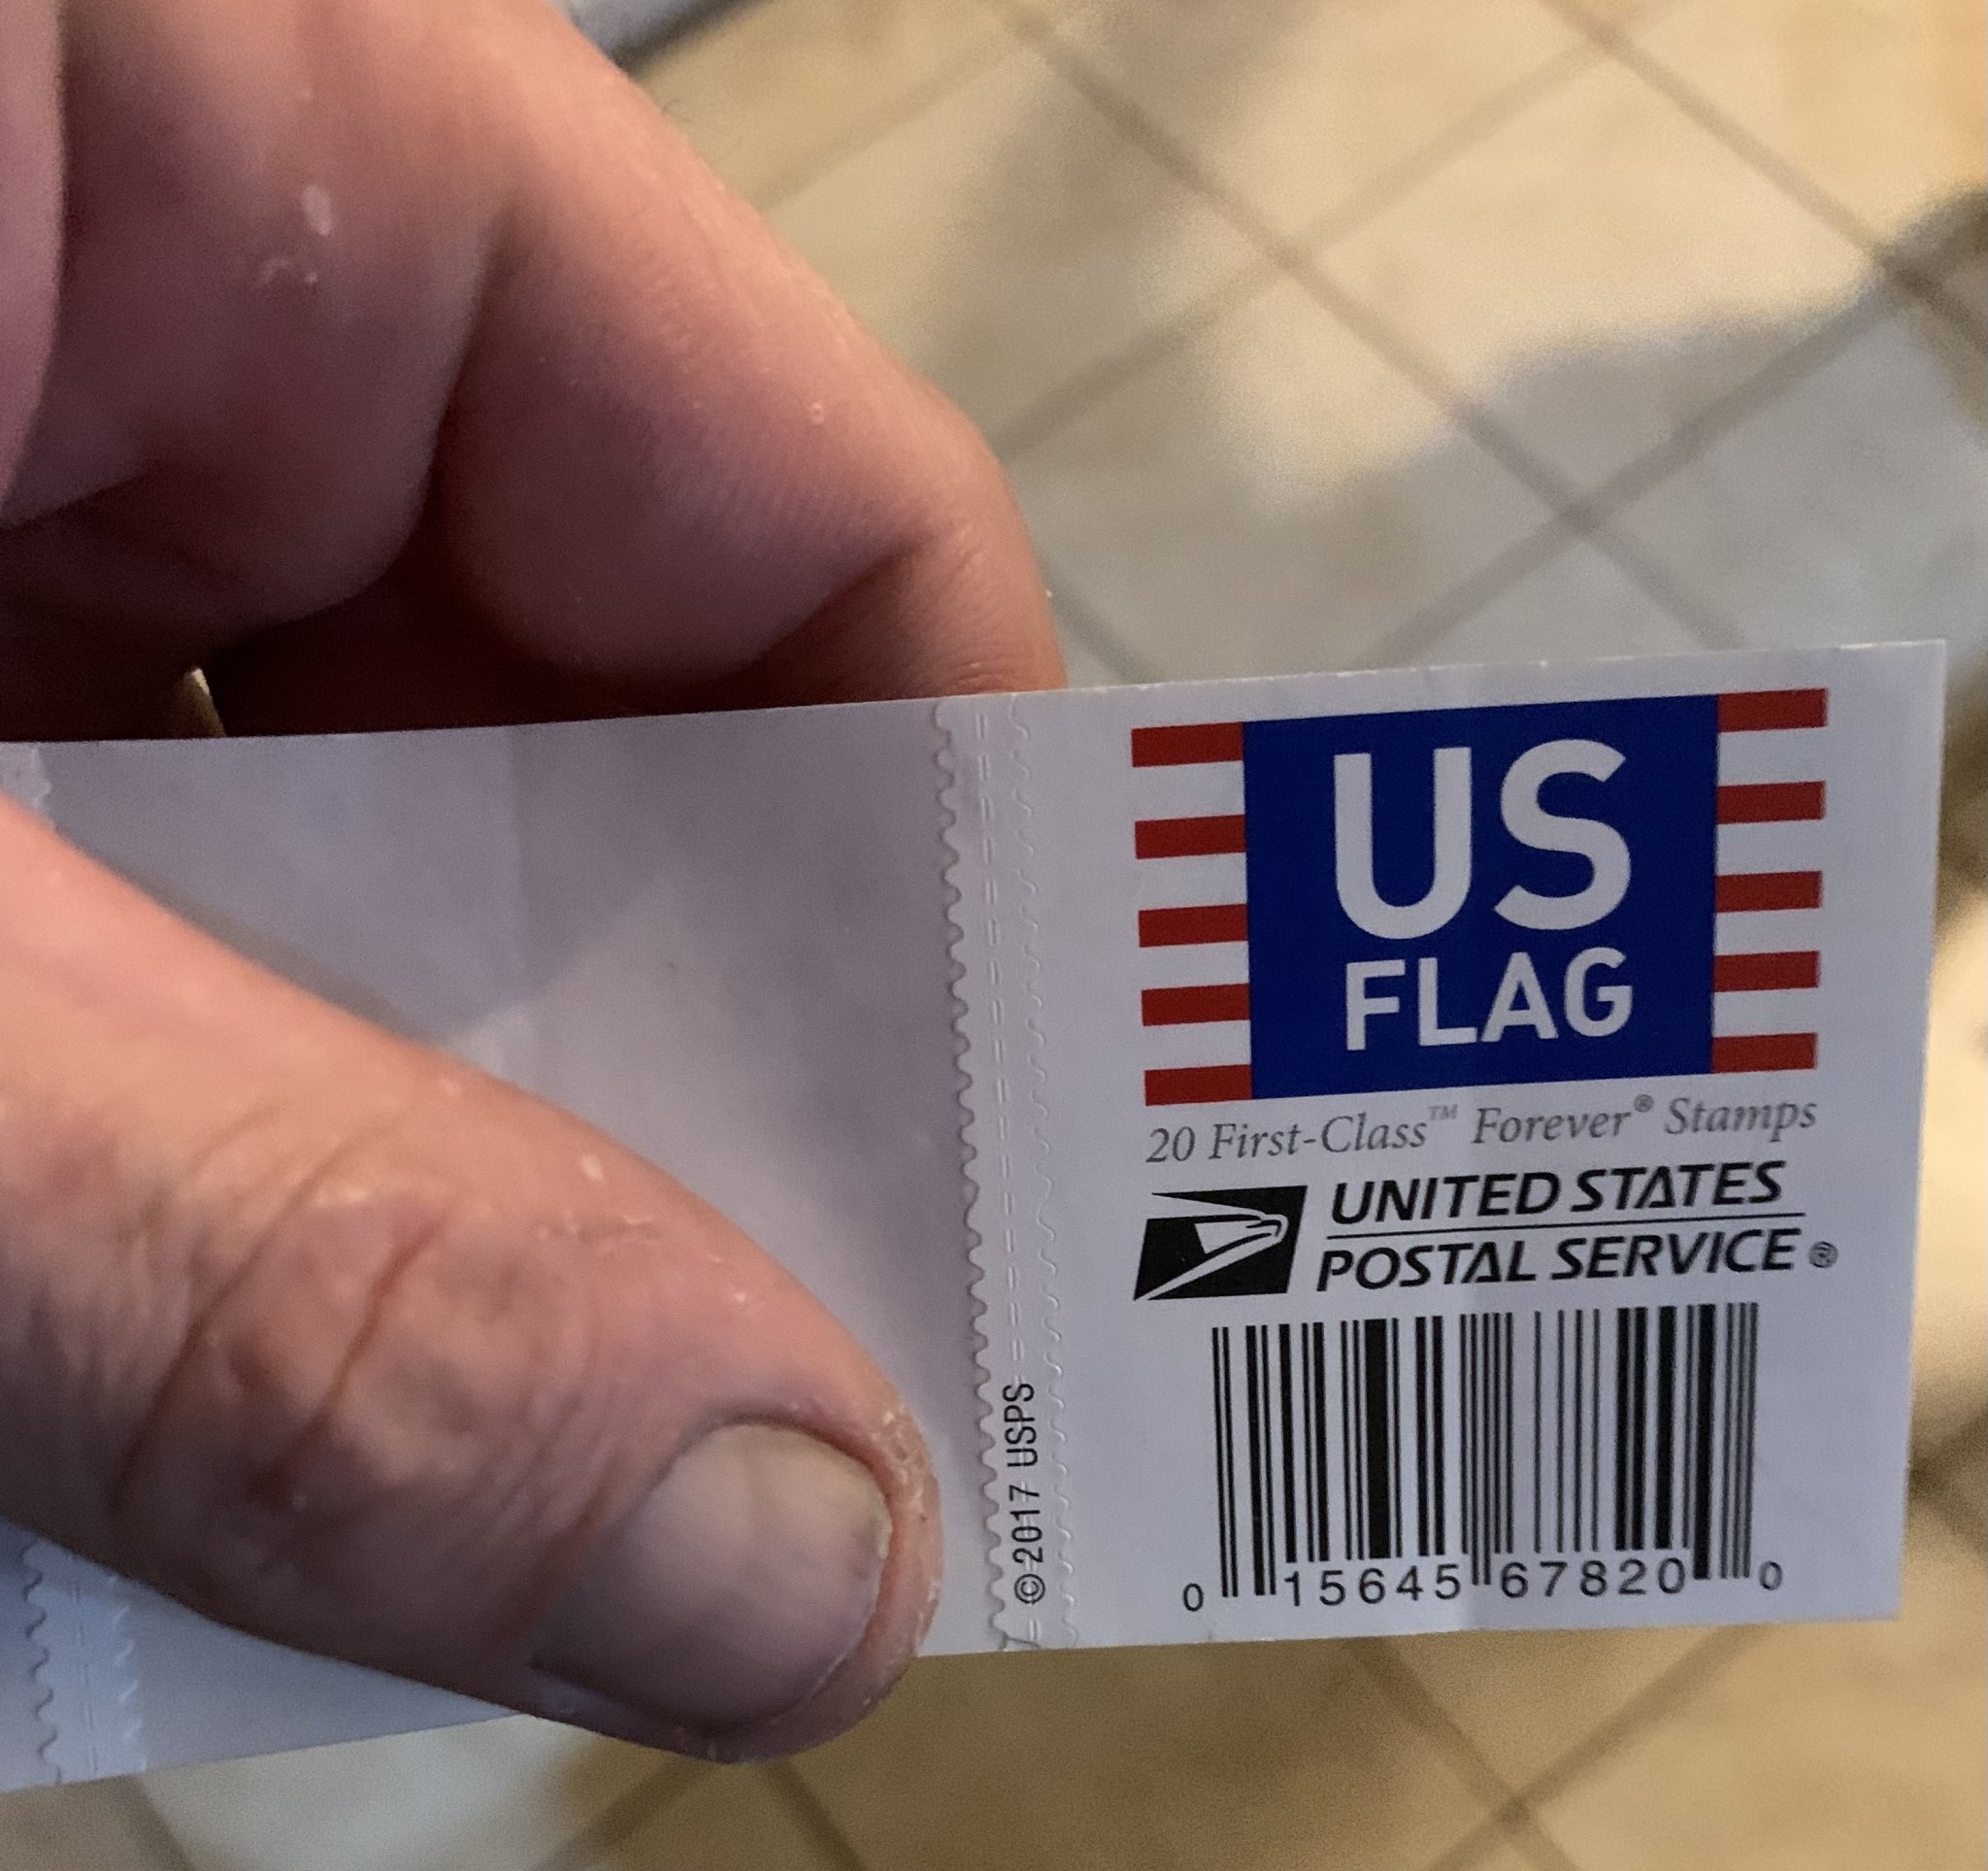 US
FLAG
20 First-Class™ Forever® Stamps
UNITED STATES
POSTAL SERVICE®
©2017 USPS
0 15645 67820 0